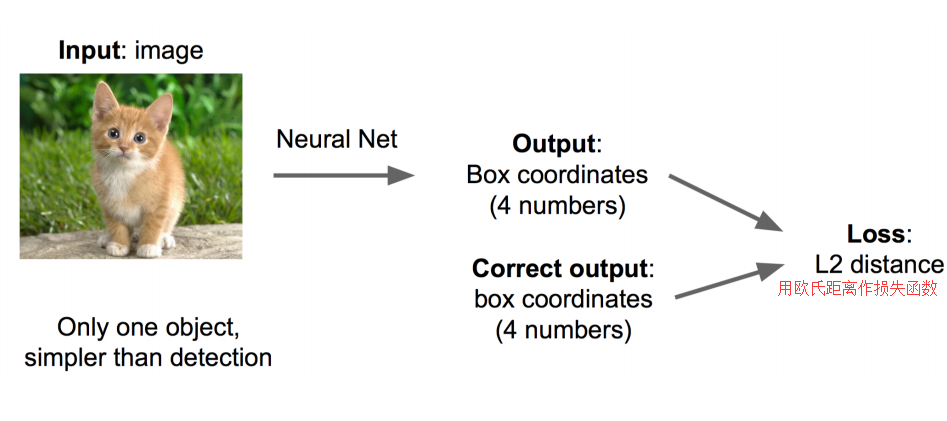 Input: image
Neural Net
Output:
Box coordinates
(4 numbers)
Correct output:
box coordinates
(4 numbers)
Loss:
L2 distance
用欧氏距离作损失函数
Only one object,
simpler than detection